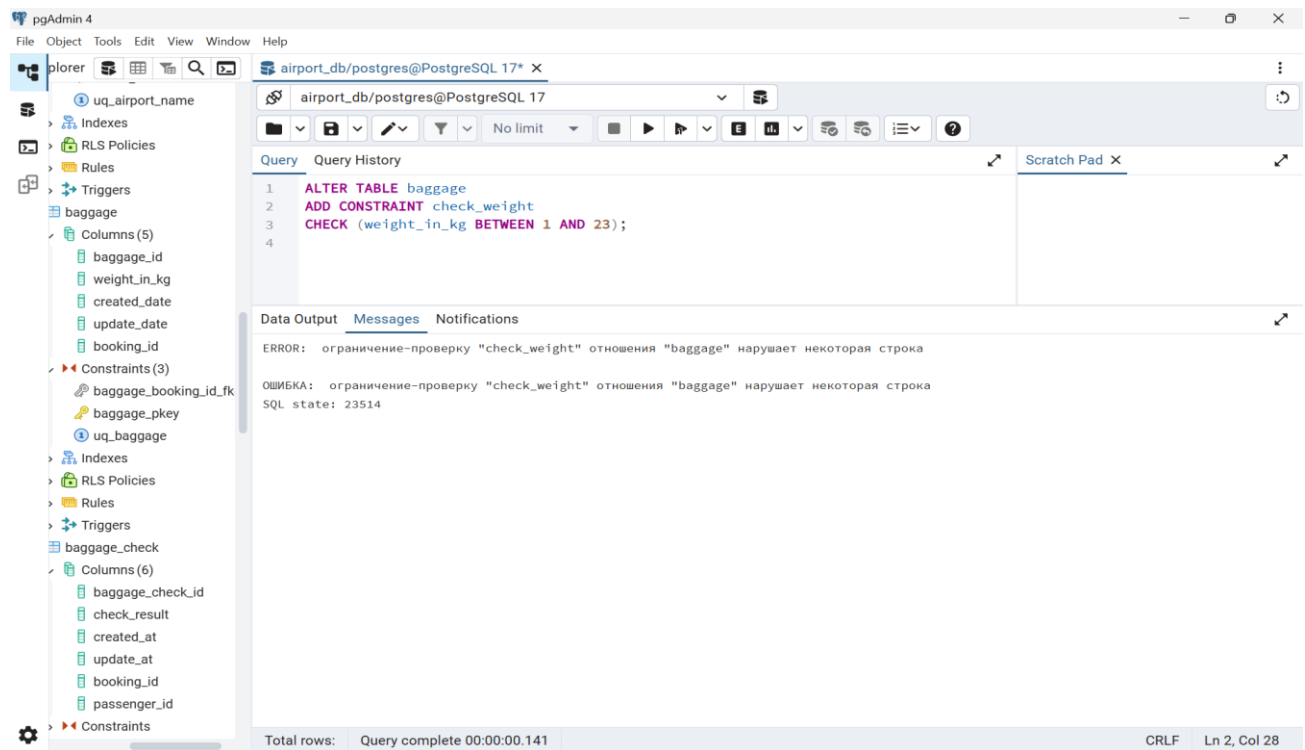 pgAdmin 4
File Object Tools Edit View Window Help
plorer
airport_db/postgres@PostgreSQL 17*
uq_airport_name
Indexes
RLS Policies
Rules
Triggers
baggage
Columns (5)
baggage_id
weight_in_kg
created_date
update_date
booking_id
Constraints (3)
baggage_booking_id_fk
baggage_pkey
uq_baggage
Indexes
RLS Policies
Rules
Triggers
baggage_check
Columns (6)
baggage_check_id
check_result
created_at
update_at
booking_id
passenger_id
Constraints
airport_db/postgres@PostgreSQL 17
No limit
E
Query Query History
Scratch Pad
1 ALTER TABLE baggage
2 ADD CONSTRAINT check_weight
3 CHECK (weight_in_kg BETWEEN 1 AND 23);
4
Data Output Messages Notifications
ERROR: ограничение-проверку "check_weight" отношения "baggage" нарушает некоторая строка
ОШИБКА: ограничение-проверку "check_weight" отношения "baggage" нарушает некоторая строка
SQL state: 23514
Total rows: Query complete 00:00:00.141 CRLF Ln 2, Col 28